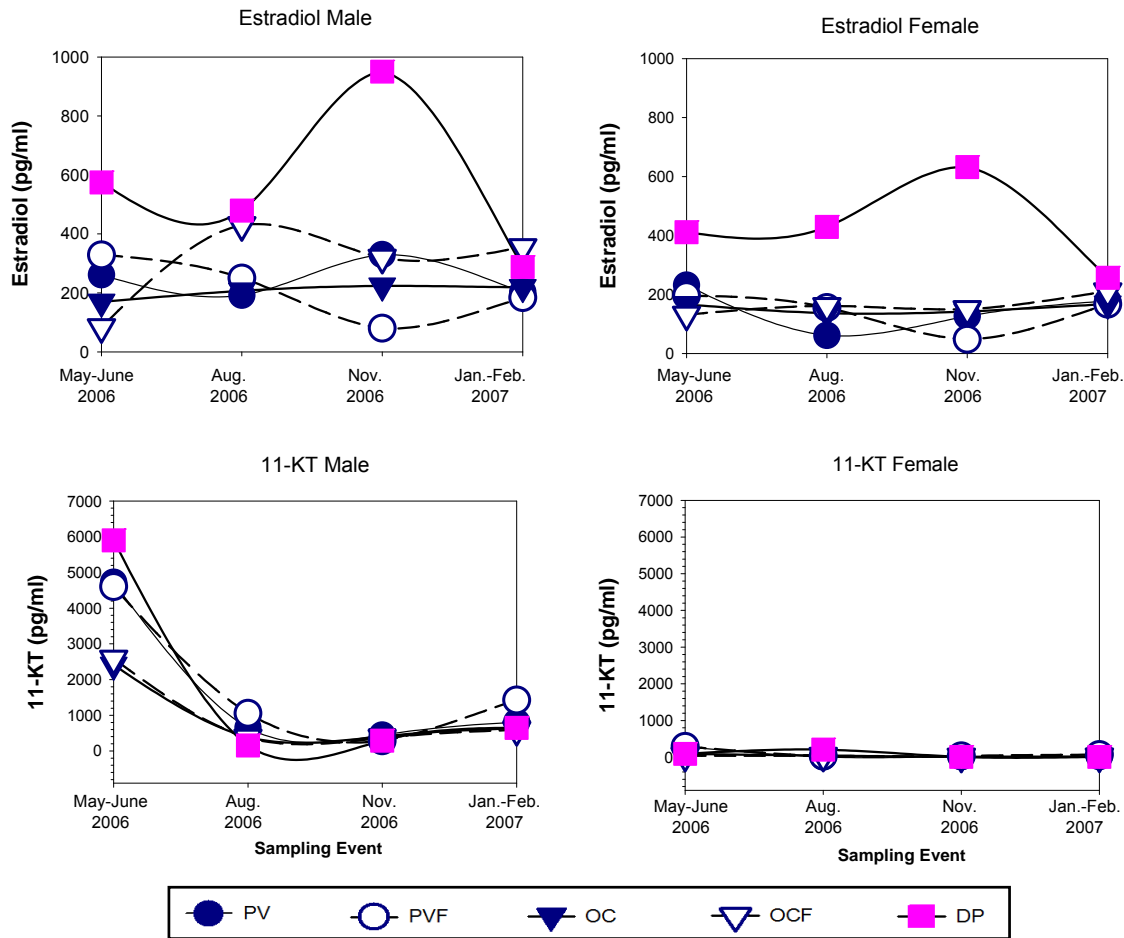 Estradiol Male
Estradiol (pg/ml)
1000
800
600
400
200
0
May-June
2006
Aug.
2006
Nov.
2006
Jan.-Feb.
2007
Estradiol Female
Estradiol (pg/ml)
1000
800
600
400
200
0
May-June
2006
Aug.
2006
Nov.
2006
Jan.-Feb.
2007
11-KT Male
11-KT (pg/ml)
7000
6000
5000
4000
3000
2000
1000
0
May-June
2006
Aug.
2006
Nov.
2006
Jan.-Feb.
2007
Sampling Event
11-KT Female
11-KT (pg/ml)
7000
6000
5000
4000
3000
2000
1000
0
May-June
2006
Aug.
2006
Nov.
2006
Jan.-Feb.
2007
Sampling Event
PV PVF OC OCF DP